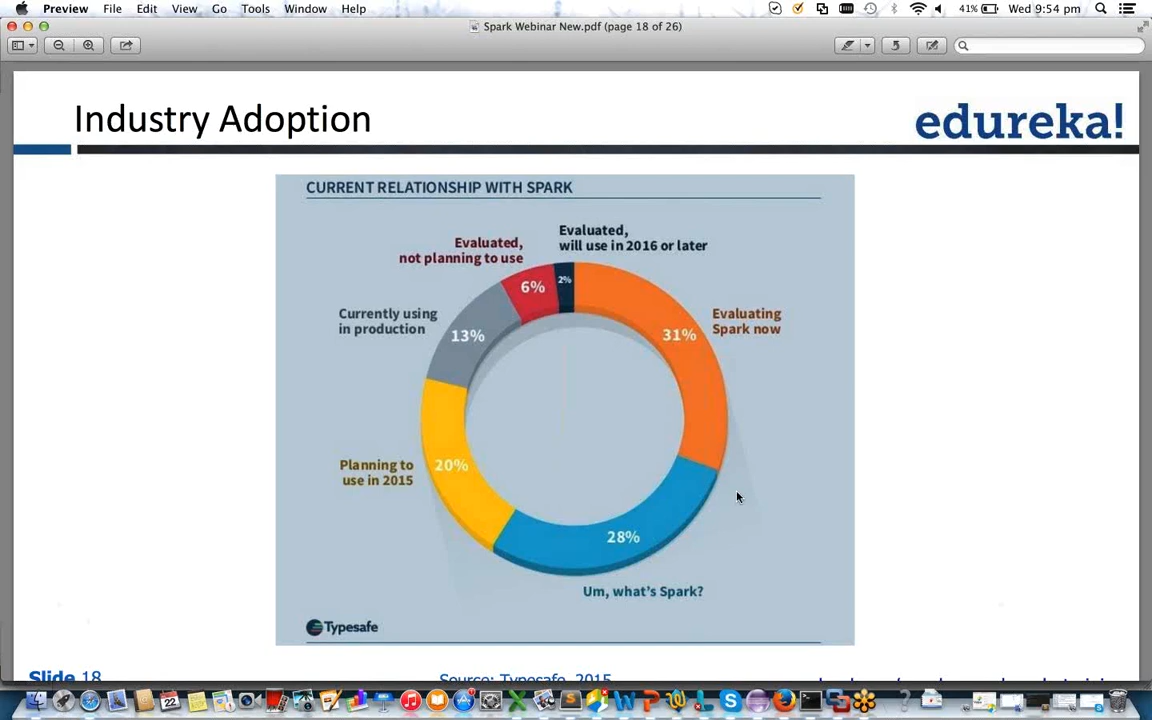 Preview File Edit View Go Tools Window Help 41% Wed 9:54 pm
Spark Webinar New.pdf (page 18 of 26)
Industry Adoption
edureka!
CURRENT RELATIONSHIP WITH SPARK
Evaluated,
will use in 2016 or later
Evaluated,
not planning to use
2%
6%
Currently using
in production
13%
Evaluating
Spark now
31%
Planning to
use in 2015
20%
28%
Um, what's Spark?
Typesafe
Slide 18
Source: Typesafe, 2015
22